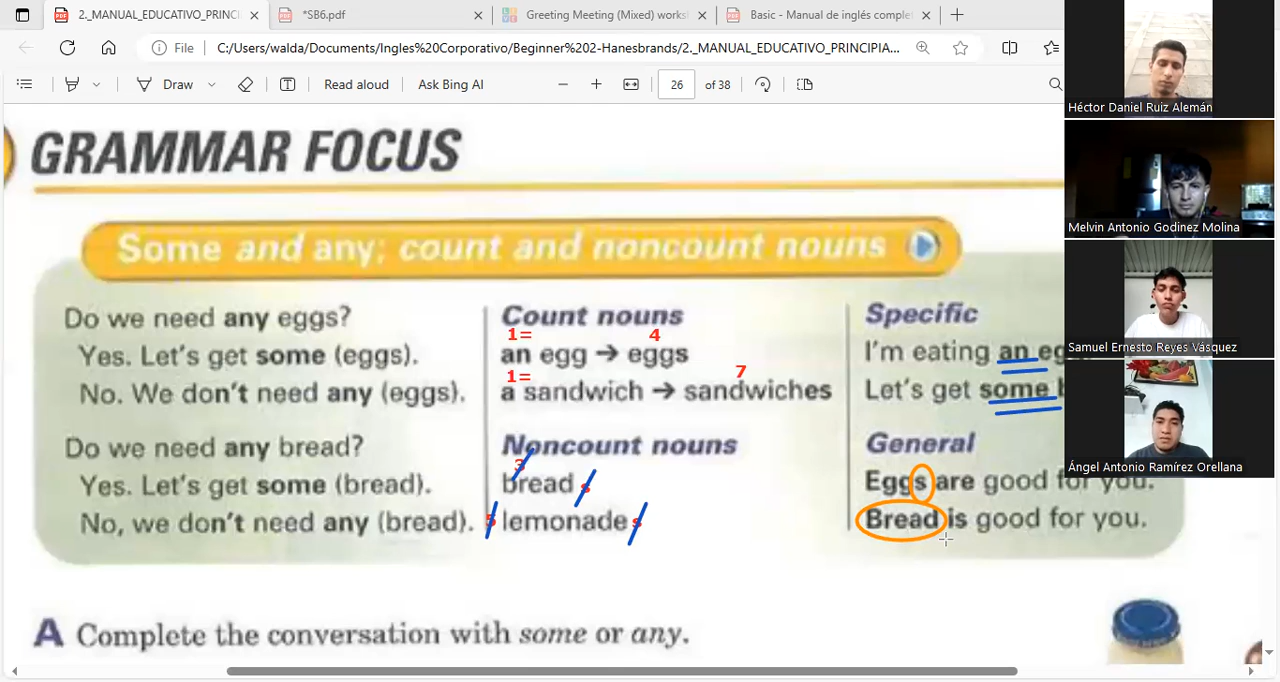 2._MANUAL_EDUCATIVO_PRINCI
*SB6.pdf
Greeting Meeting (Mixed) works
Basic - Manual de inglés complet
File
C:/Users/walda/Documents/Ingles%20Corporativo/Beginner%202-Hanesbrands/2._MANUAL_EDUCATIVO_PRINCIPIA...
Draw
Read aloud
Ask Bing AI
26 of 38
GRAMMAR FOCUS
Some and any; count and noncount nouns
Do we need any eggs?
Yes. Let's get some (eggs).
No. We don't need any (eggs).
Do we need any bread?
Yes. Let's get some (bread).
No, we don't need any (bread).
Count nouns
1= 4
an egg → eggs
1= 7
a sandwich → sandwiches
Noncount nouns
3
bread s
5 lemonade s
Specific
I'm eating an eg
Let's get some
General
Eggs are good for you.
Bread is good for you.
A Complete the conversation with some or any.
Héctor Daniel Ruiz Alemán
Melvin Antonio Godinez Molina
Samuel Ernesto Reyes Vásquez
Ángel Antonio Ramírez Orellana